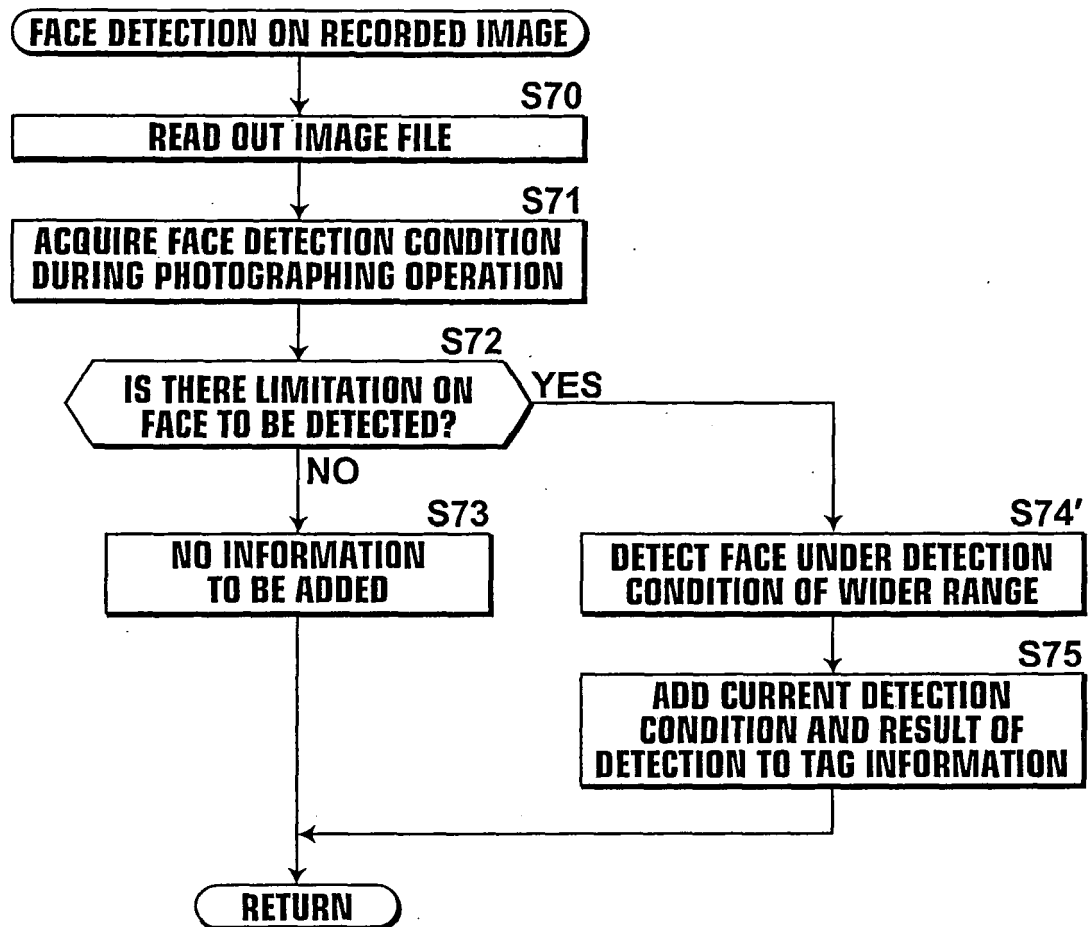 FACE DETECTION ON RECORDED IMAGE
S70
READ OUT IMAGE FILE
S71
ACQUIRE FACE DETECTION CONDITION
DURING PHOTOGRAPHING OPERATION
S72
IS THERE LIMITATION ON
FACE TO BE DETECTED?
YES
NO
S73
NO INFORMATION
TO BE ADDED
S74′
DETECT FACE UNDER DETECTION
CONDITION OF WIDER RANGE
S75
ADD CURRENT DETECTION
CONDITION AND RESULT OF
DETECTION TO TAG INFORMATION
RETURN